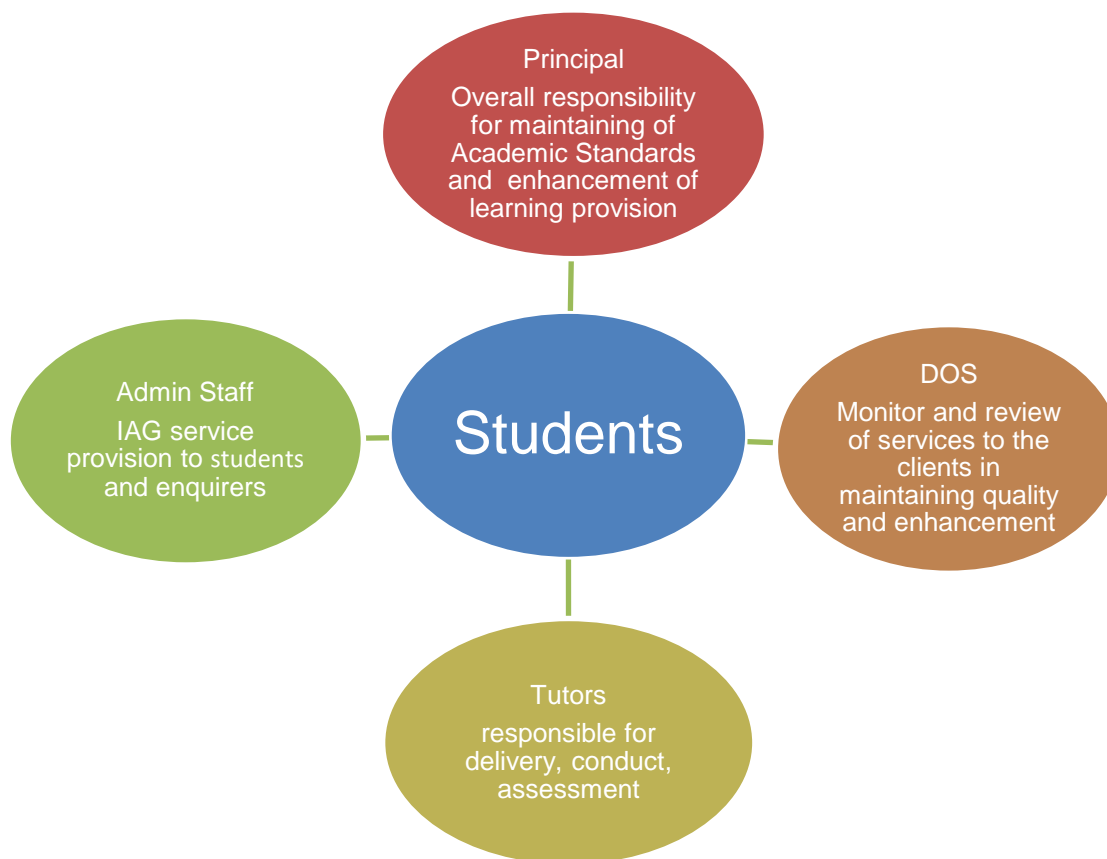 Principal
Overall responsibility
for maintaining of
Academic Standards
and enhancement of
learning provision
Admin Staff
IAG service
provision to students
and enquirers
Students
DOS
Monitor and review
of services to the
clients in
maintaining quality
and enhancement
Tutors
responsible for
delivery, conduct,
assessment